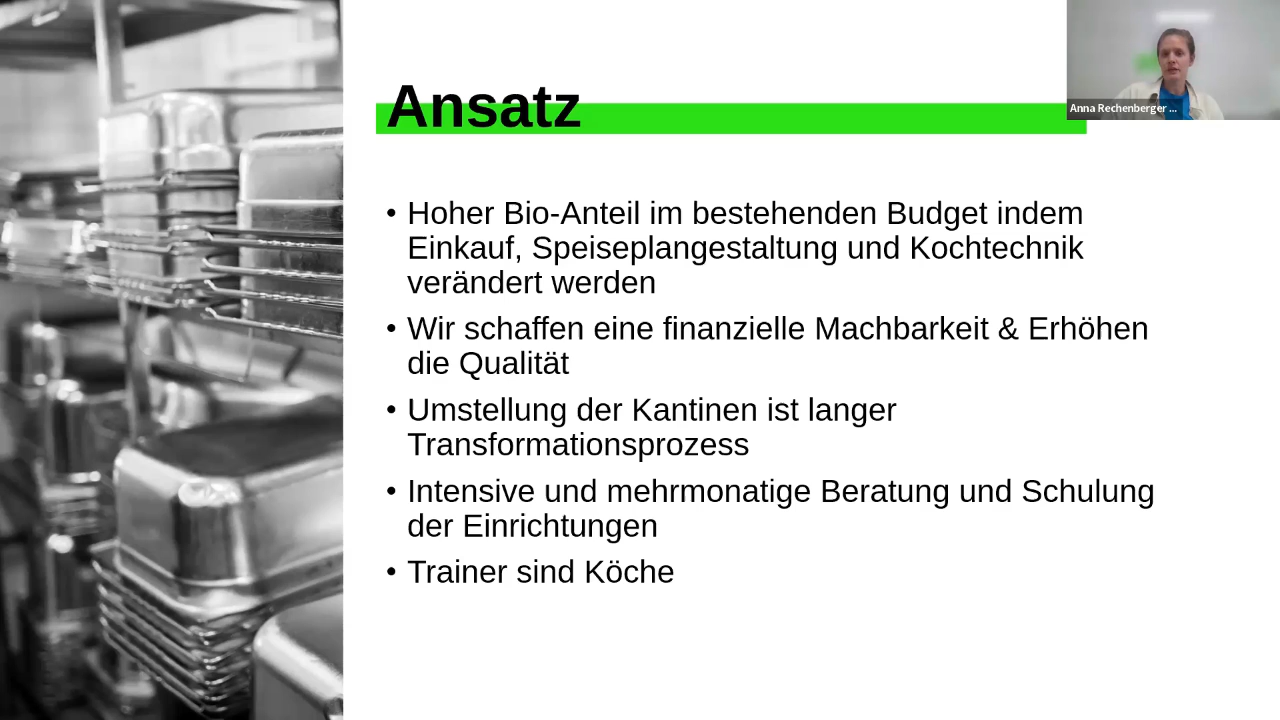 Ansatz
Anna Rechenberger ...
• Hoher Bio-Anteil im bestehenden Budget indem
Einkauf, Speiseplangestaltung und Kochtechnik
verändert werden
• Wir schaffen eine finanzielle Machbarkeit & Erhöhen
die Qualität
• Umstellung der Kantinen ist langer
Transformationsprozess
• Intensive und mehrmonatige Beratung und Schulung
der Einrichtungen
• Trainer sind Köche